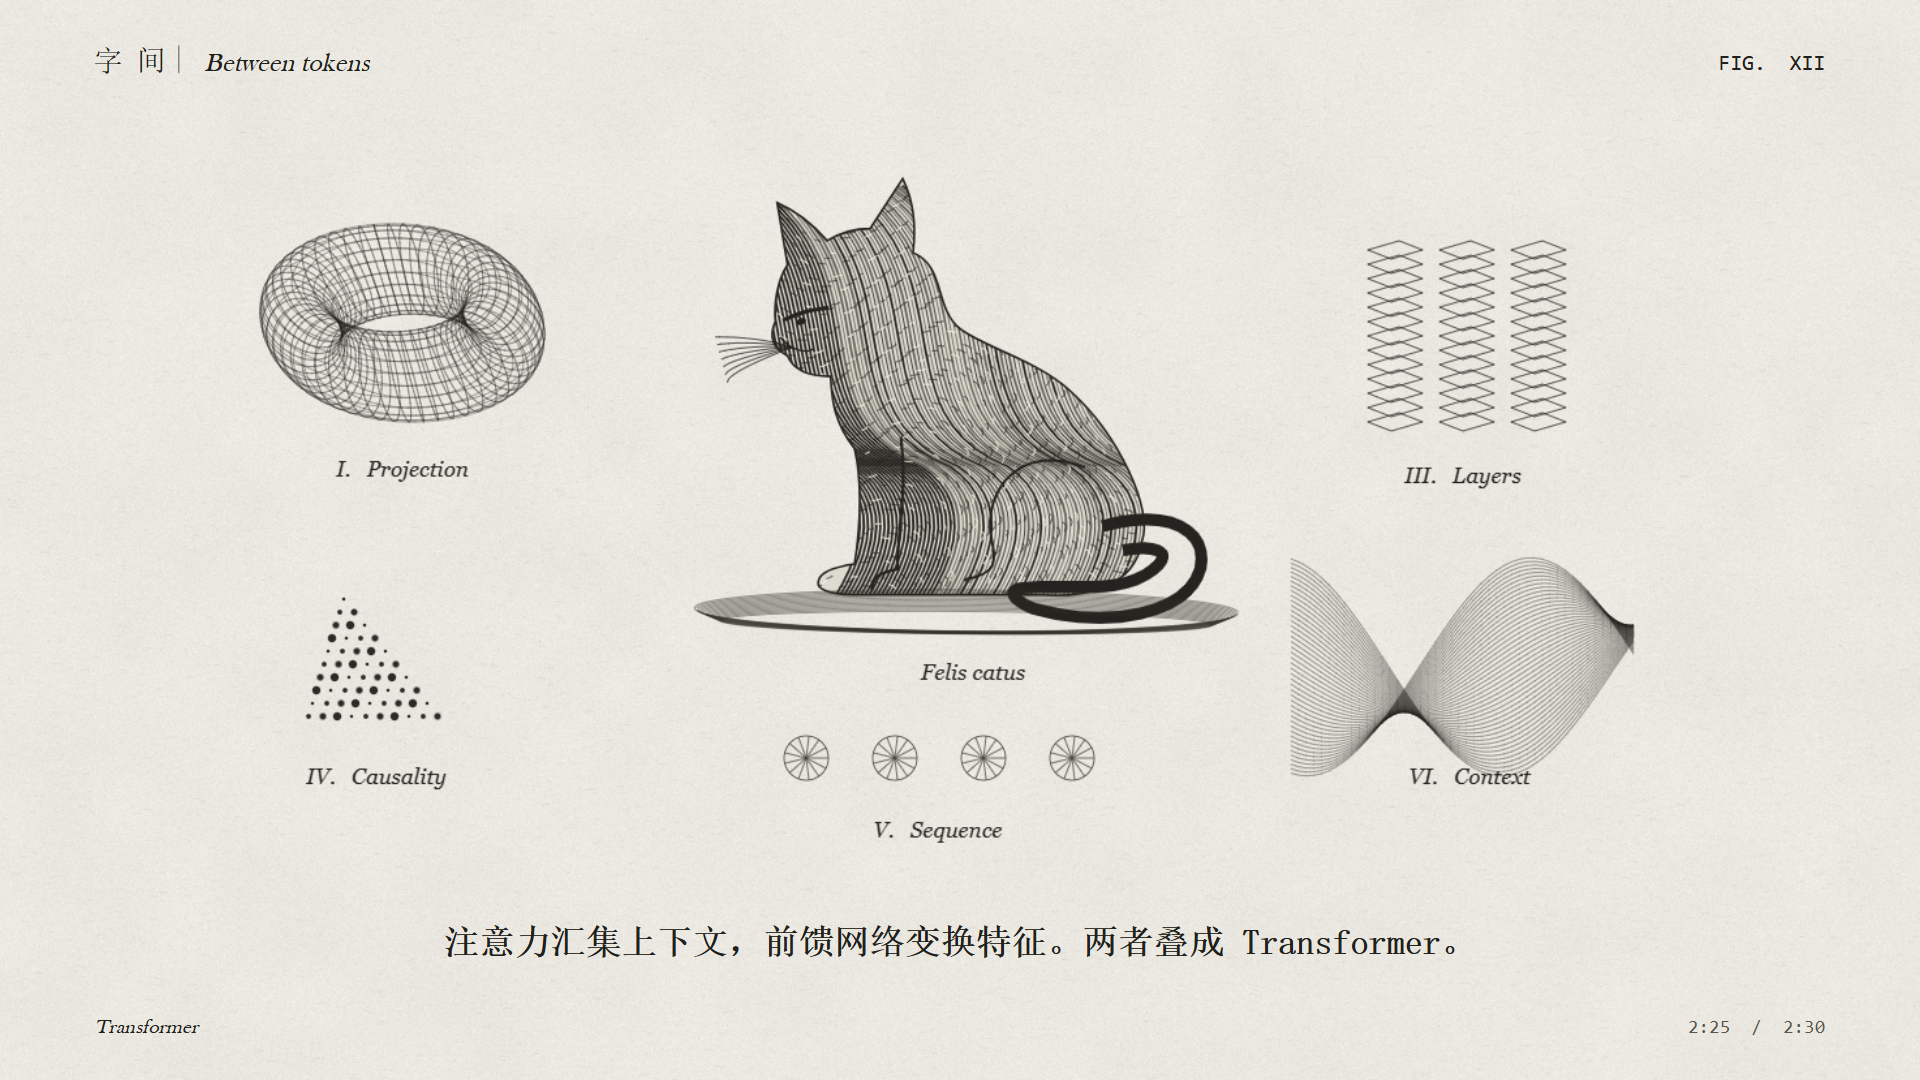 字 间 | Between tokens
FIG. XII
I. Projection
III. Layers
Felis catus
IV. Causality
VI. Context
V. Sequence
注意力汇集上下文，前馈网络变换特征。两者叠成 Transformer。
Transformer
2:25 / 2:30